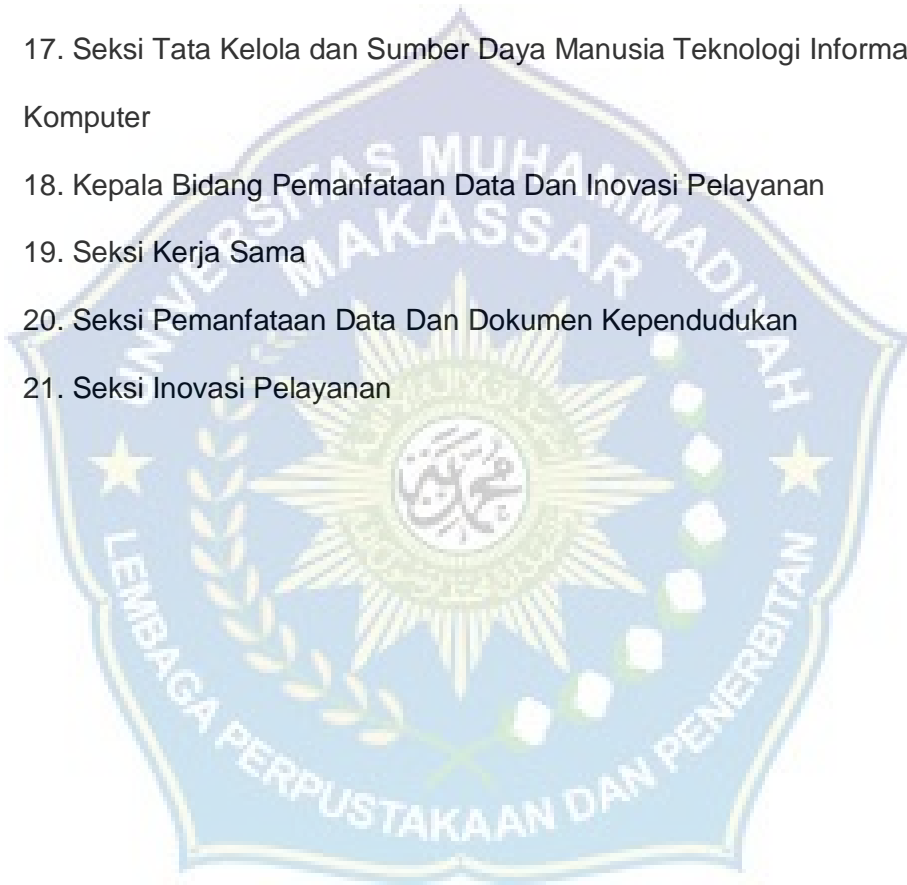 17. Seksi Tata Kelola dan Sumber Daya Manusia Teknologi Informa
Komputer
18. Kepala Bidang Pemanfataan Data Dan Inovasi Pelayanan
19. Seksi Kerja Sama
20. Seksi Pemanfataan Data Dan Dokumen Kependudukan
21. Seksi Inovasi Pelayanan
UNIVERSITAS MUHAMMADIYAH
MAKASSAR
LEMBAGA PERPUSTAKAAN DAN PENERBITAN